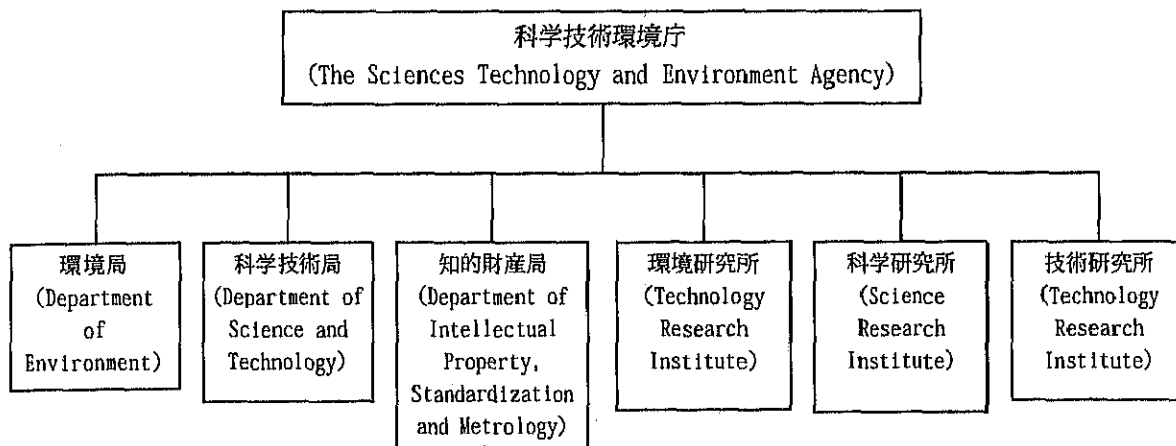 科学技術環境庁
(The Sciences Technology and Environment Agency)
環境局
(Department
of
Environment)
科学技術局
(Department of
Science and
Technology)
知的財産局
(Department of
Intellectual
Property,
Standardization
and Metrology)
環境研究所
(Technology
Research
Institute)
科学研究所
(Science
Research
Institute)
技術研究所
(Technology
Research
Institute)